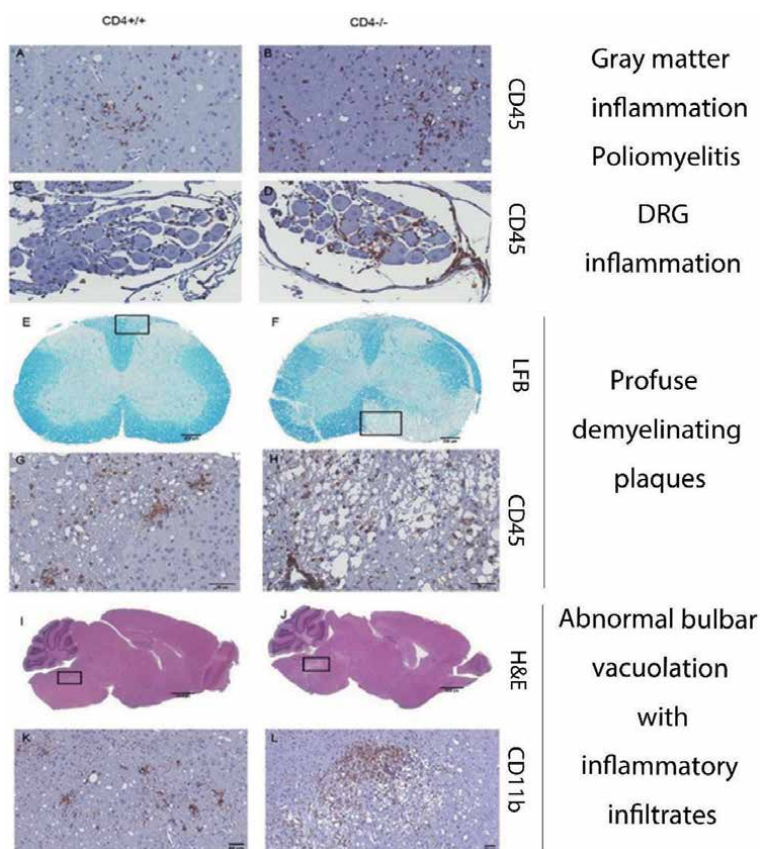 CD4+/+ CD4-/-
A B
CD45
Gray matter
inflammation
Poliomyelitis
C D
CD45
DRG
inflammation
E F
LFB
G H
CD45
Profuse
demyelinating
plaques
I J
H&E
K L
CD11b
Abnormal bulbar
vacuolation
with
inflammatory
infiltrates